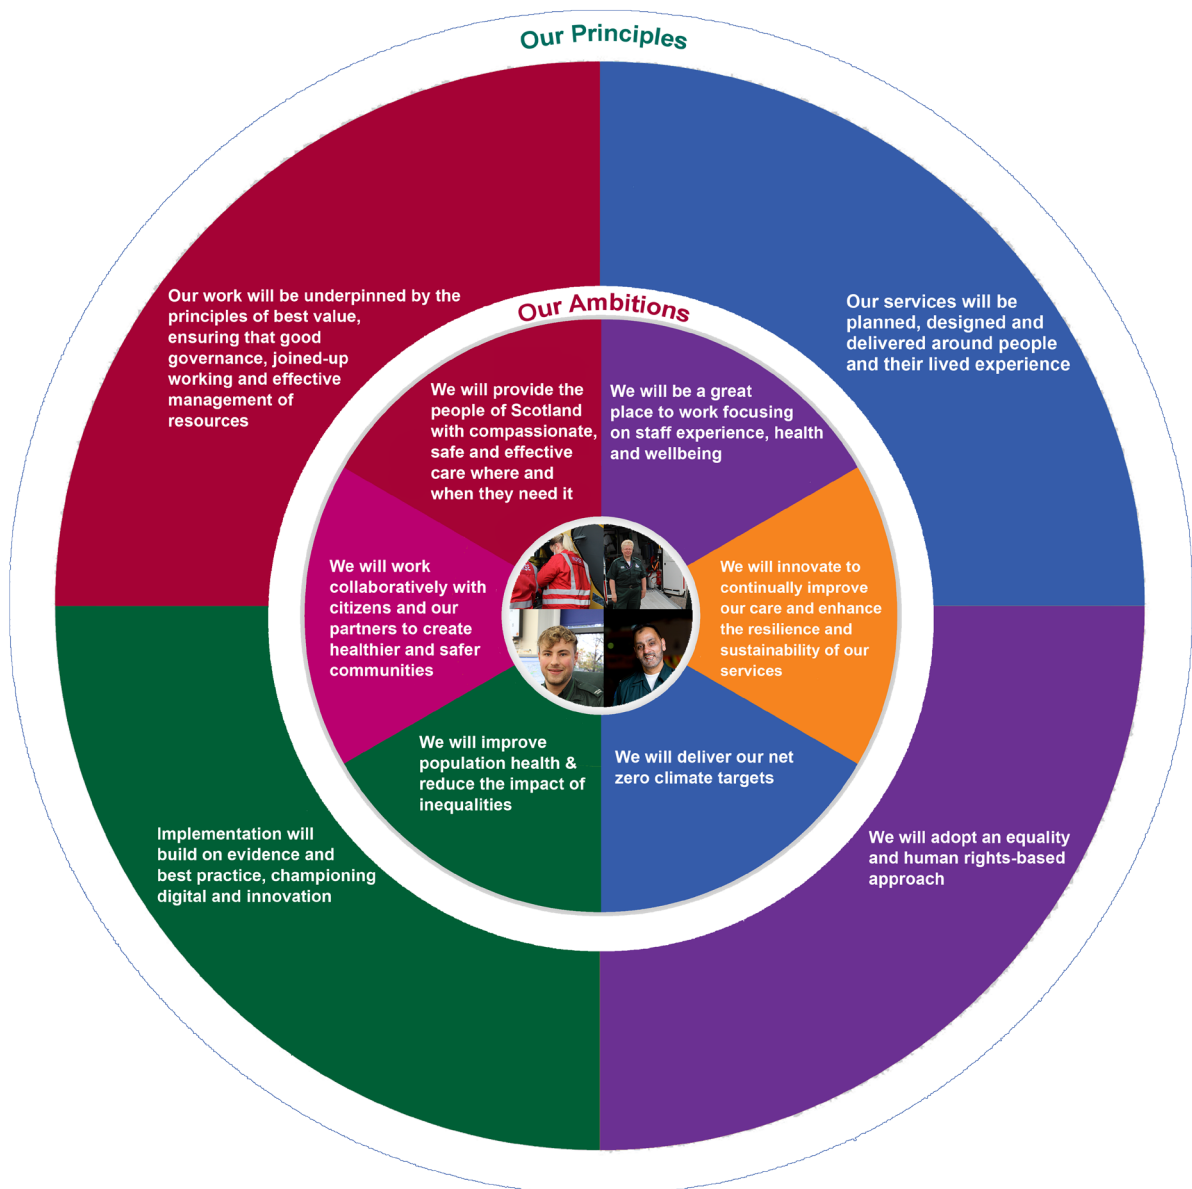 Our Principles
Our work will be underpinned by the
principles of best value,
ensuring that good
governance, joined-up
working and effective
management of
resources
Our services will be
planned, designed and
delivered around people
and their lived experience
Our Ambitions
We will provide the
people of Scotland
with compassionate,
safe and effective
care where and
when they need it
We will be a great
place to work focusing
on staff experience, health
and wellbeing
We will work
collaboratively with
citizens and our
partners to create
healthier and safer
communities
We will innovate to
continually improve
our care and enhance
the resilience and
sustainability of our
services
We will improve
population health &
reduce the impact of
inequalities
We will deliver our net
zero climate targets
Implementation will
build on evidence and
best practice, championing
digital and innovation
We will adopt an equality
and human rights-based
approach